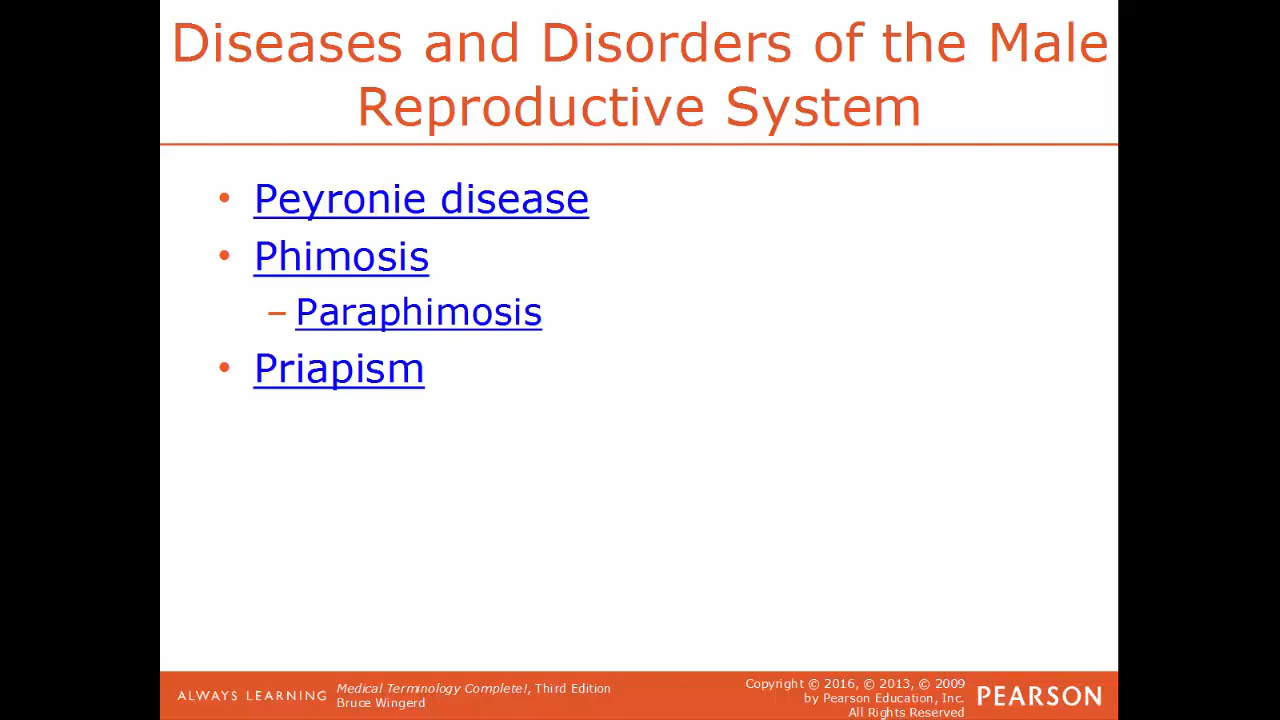 Diseases and Disorders of the Male
Reproductive System
• Peyronie disease
• Phimosis
– Paraphimosis
• Priapism
ALWAYS LEARNING
Medical Terminology Complete!, Third Edition
Bruce Wingerd
Copyright © 2016, © 2013, © 2009
by Pearson Education, Inc.
All Rights Reserved
PEARSON